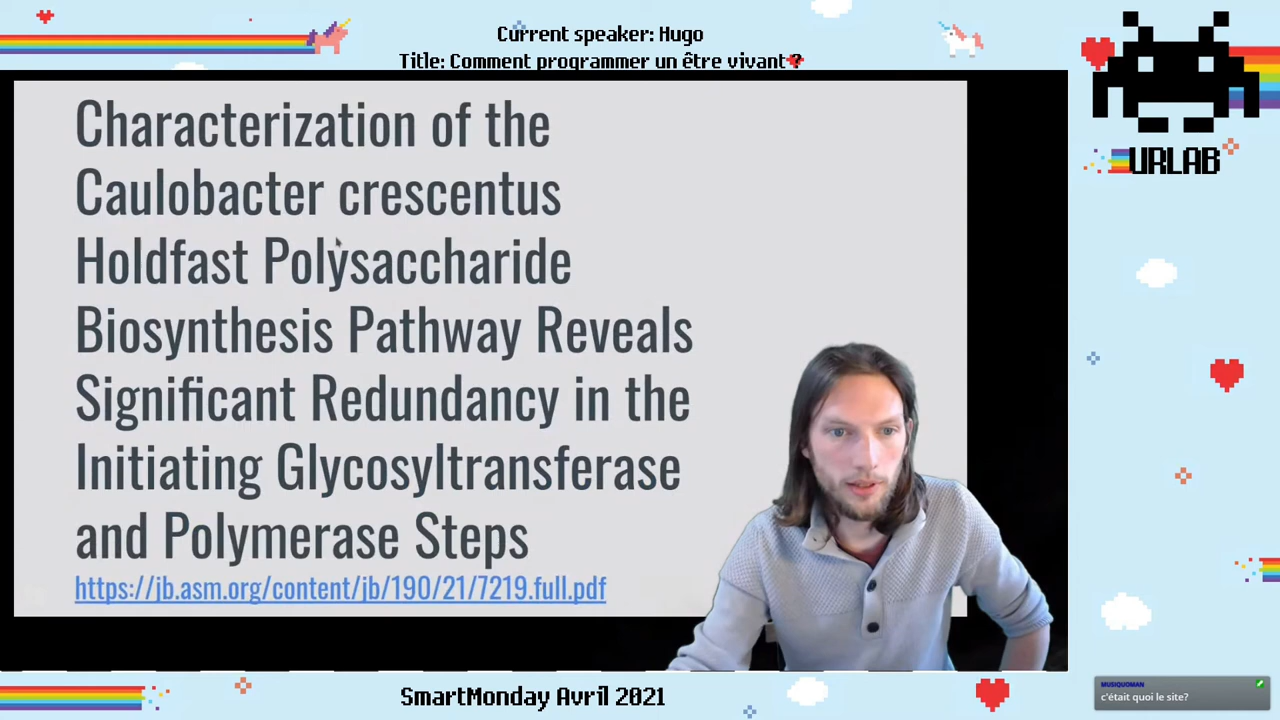 Current speaker: Hugo
Title: Comment programmer un être vivant ?
URLAB
Characterization of the
Caulobacter crescentus
Holdfast Polysaccharide
Biosynthesis Pathway Reveals
Significant Redundancy in the
Initiating Glycosyltransferase
and Polymerase Steps
https://jb.asm.org/content/jb/190/21/7219.full.pdf
SmartMonday Avril 2021
MUSIQUOMAN
c'était quoi le site?